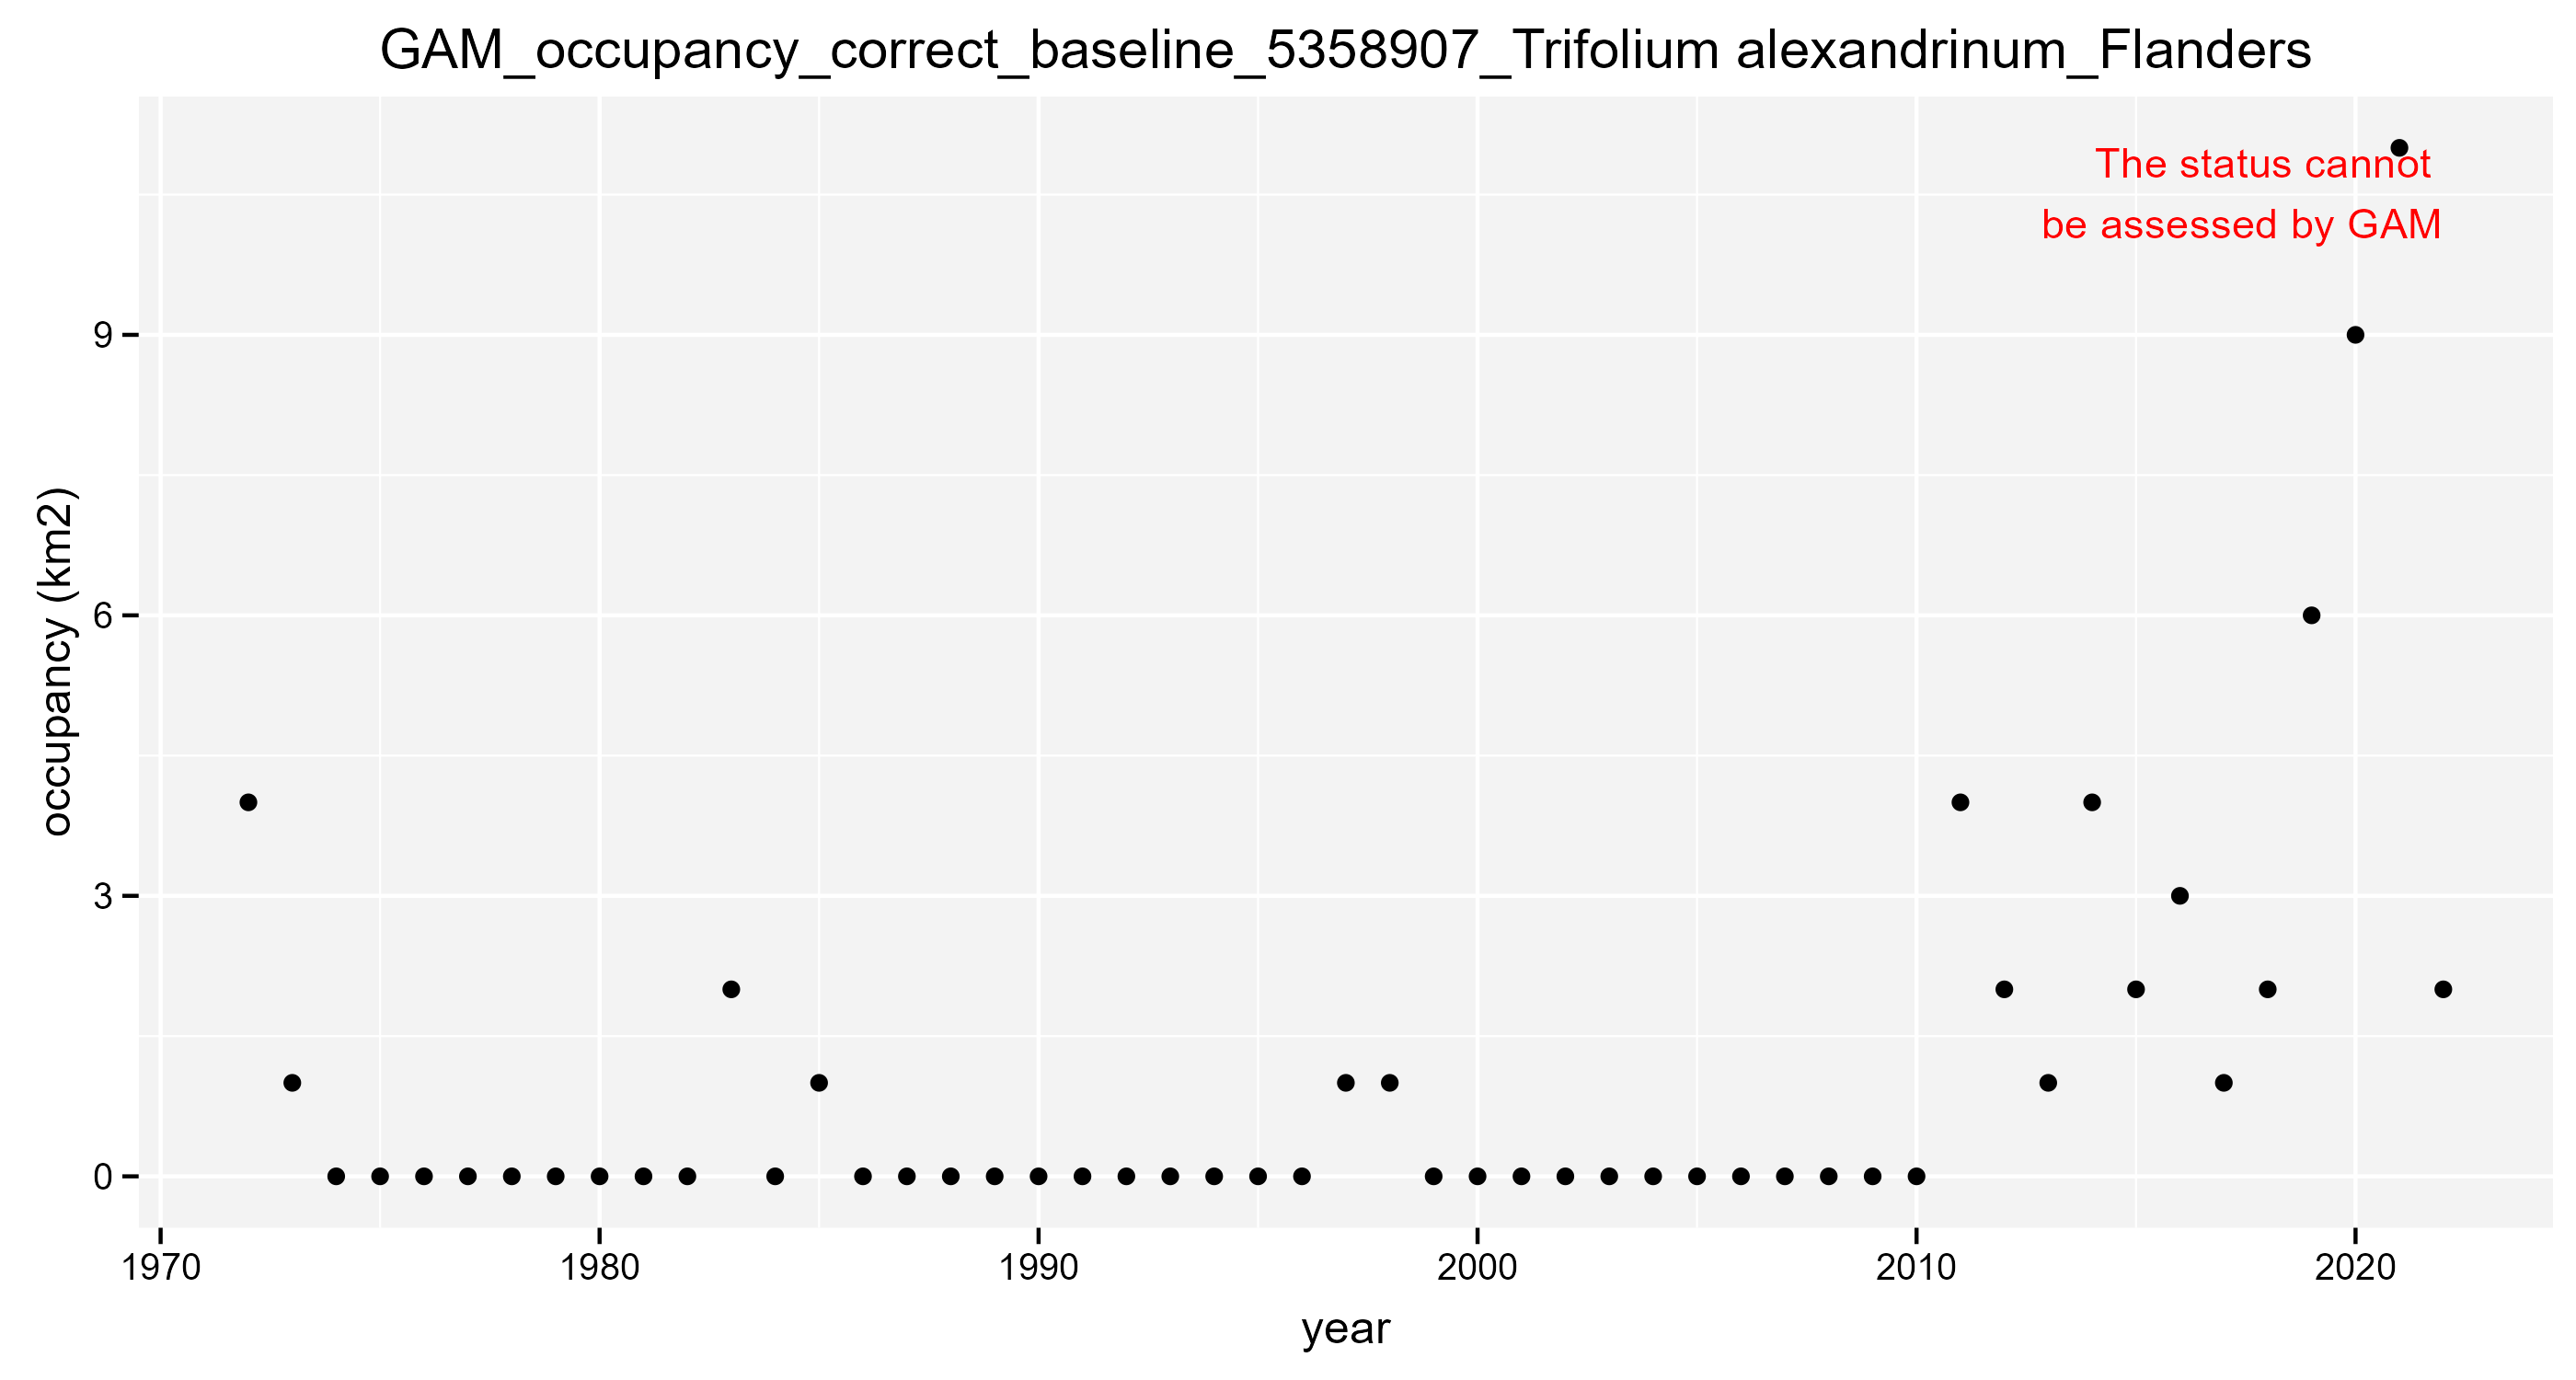 GAM_occupancy_correct_baseline_5358907_Trifolium alexandrinum_Flanders
The status cannot
be assessed by GAM
occupancy (km2)
9
6
3
0
1970 1980 1990 2000 2010 2020
year